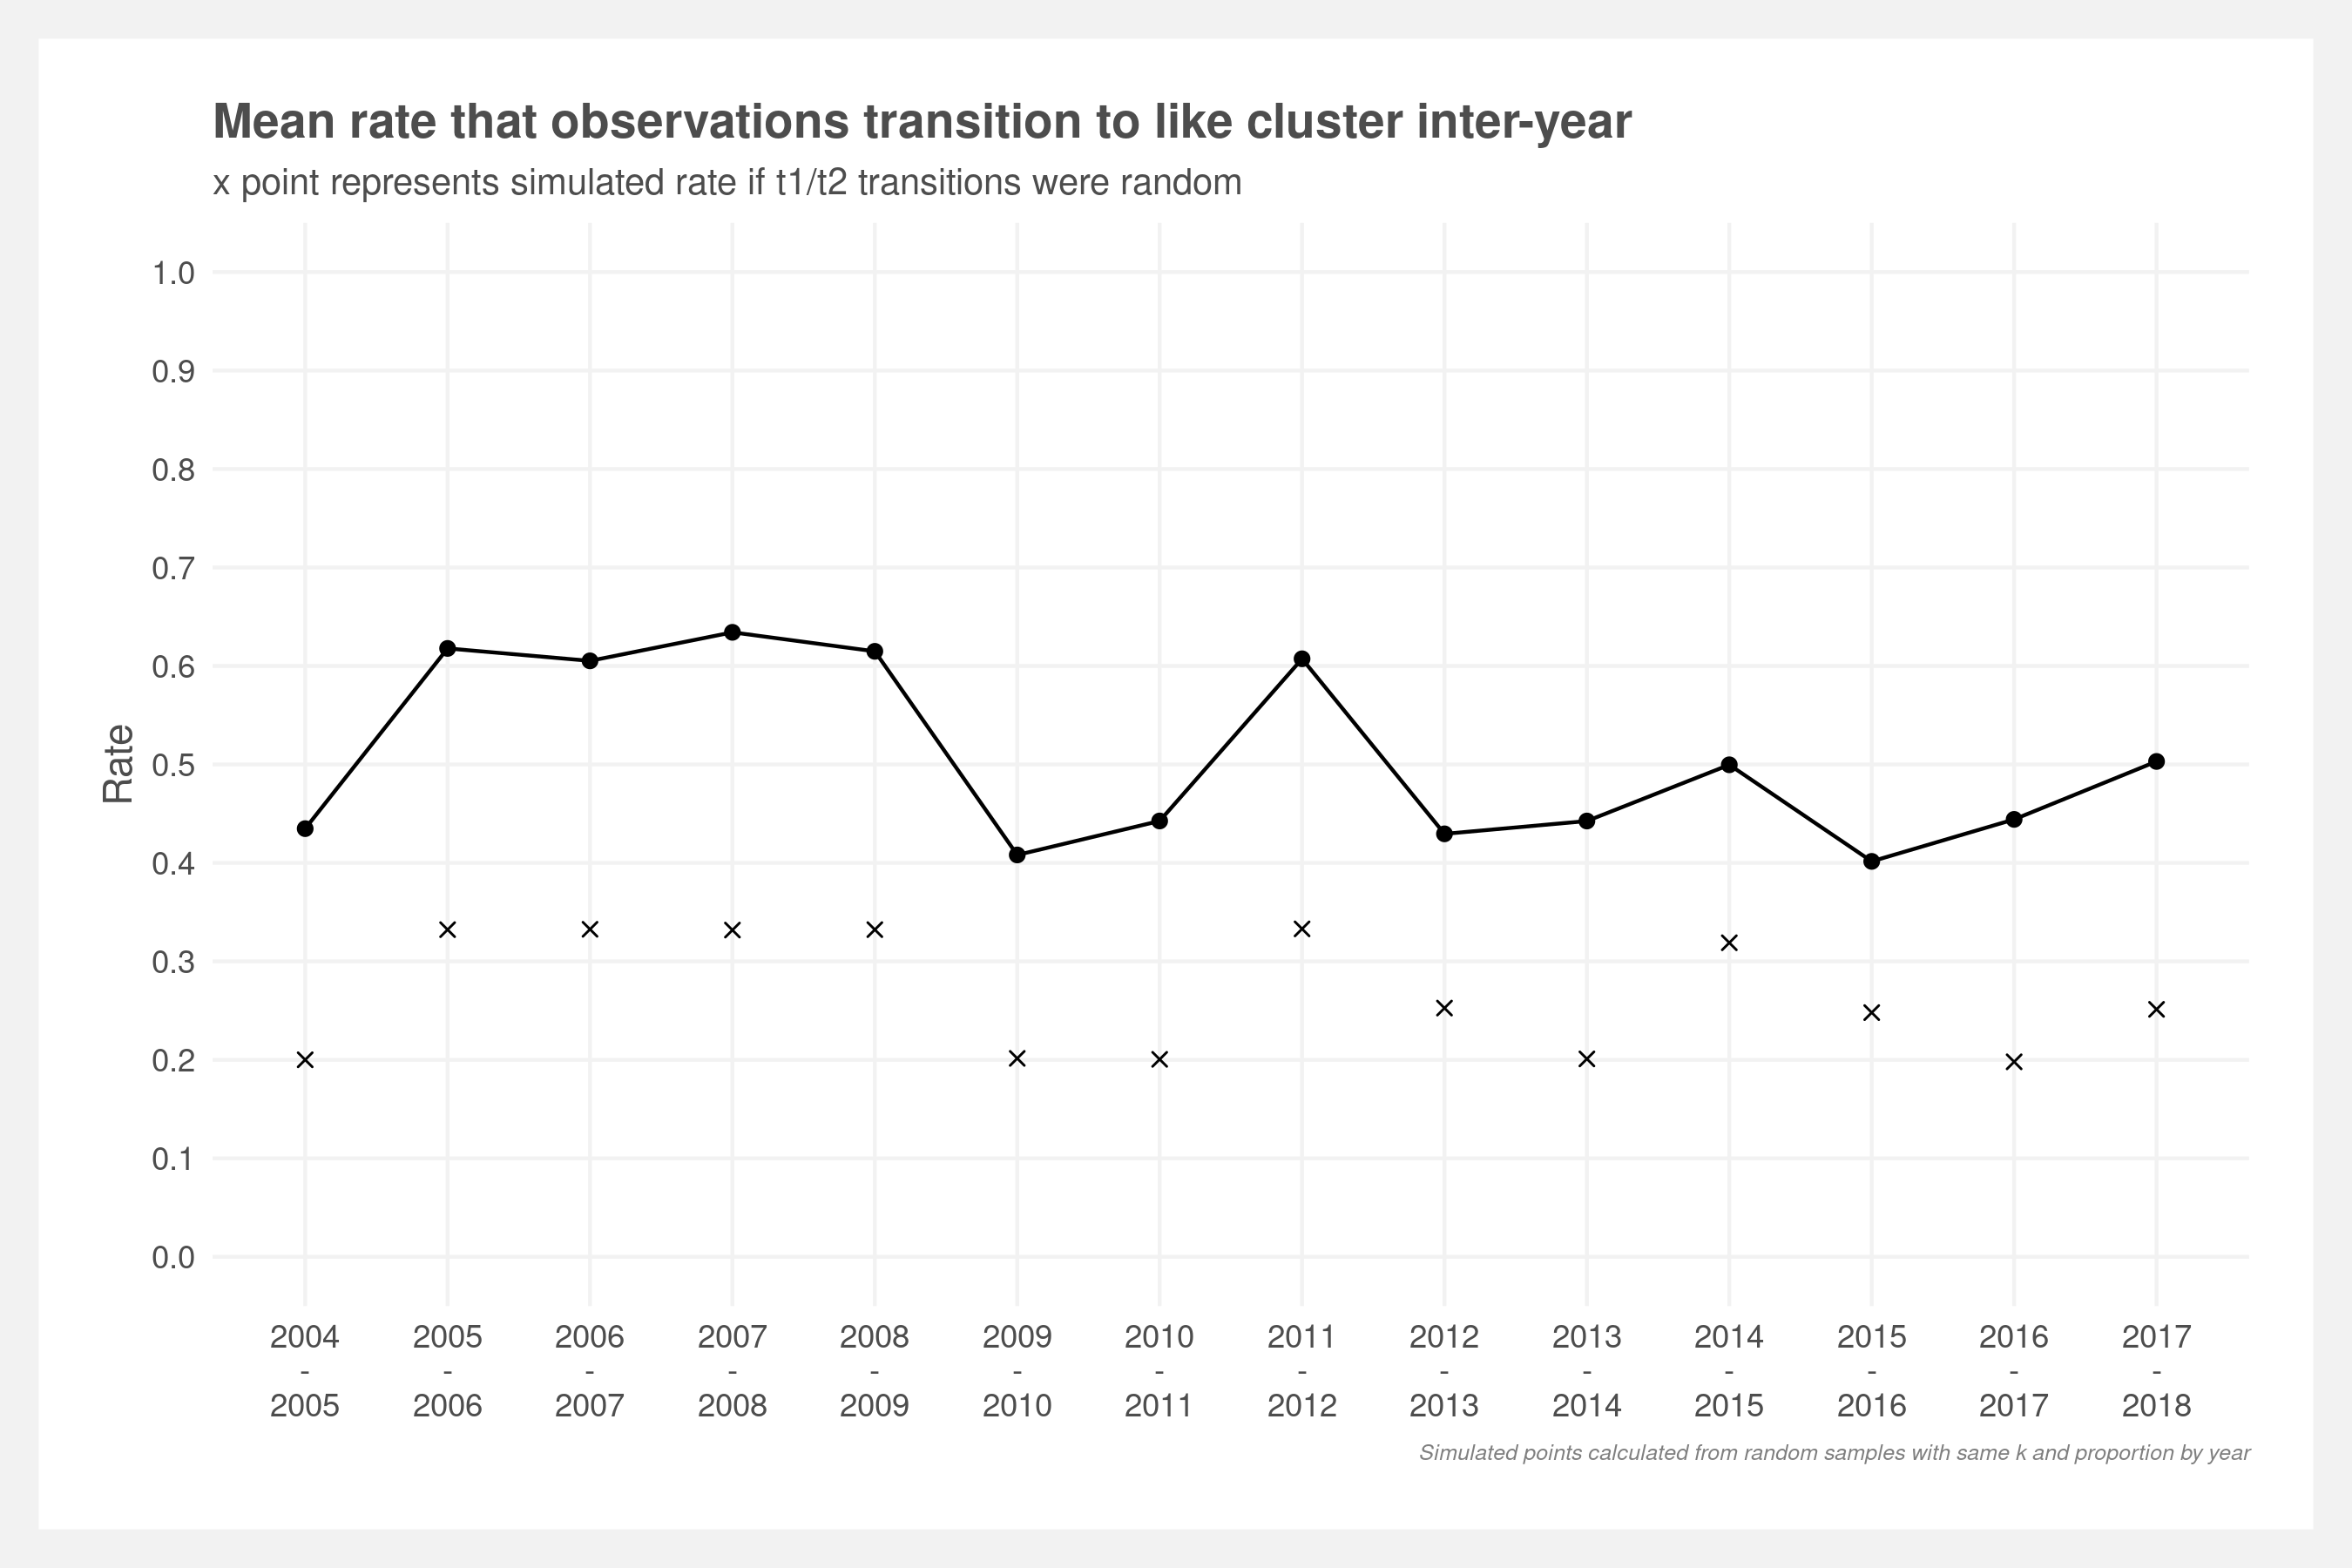 Mean rate that observations transition to like cluster inter-year
x point represents simulated rate if t1/t2 transitions were random
1.0
0.9
0.8
0.7
0.6
0.5
0.4
0.3
0.2
0.1
0.0
Rate
2004 2005 2006 2007 2008 2009 2010 2011 2012 2013 2014 2015 2016 2017
- - - - - - - - - - - - - -
2005 2006 2007 2008 2009 2010 2011 2012 2013 2014 2015 2016 2017 2018
Simulated points calculated from random samples with same k and proportion by year